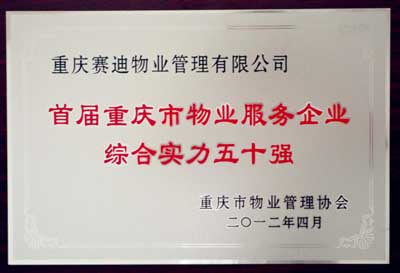 重庆赛迪物业管理有限公司
首届重庆市物业服务企业
综合实力五十强
重庆市物业管理协会
二〇一二年四月